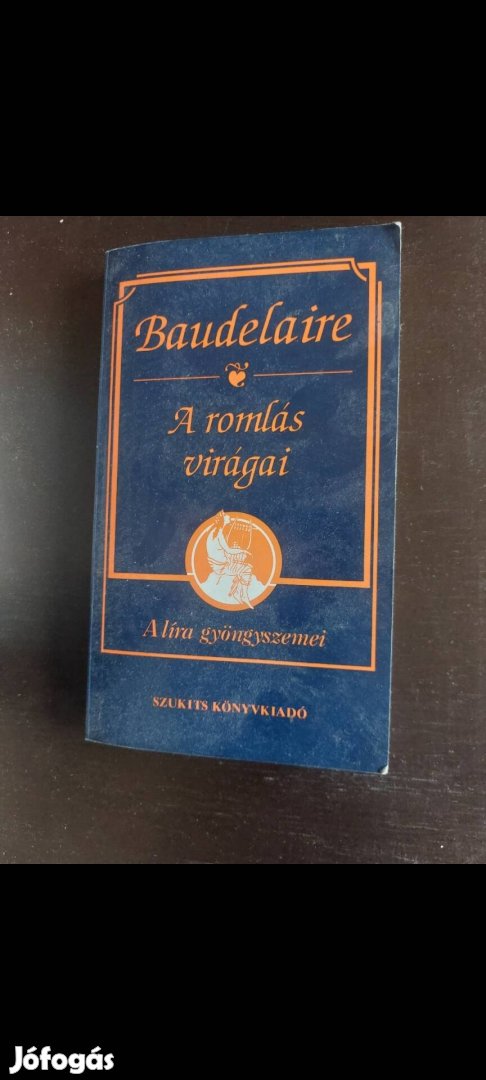 Baudelaire
A romlás
virágai
A líra gyöngyszemei
SZUKITS KÖNYVKIADÓ
Jófogás